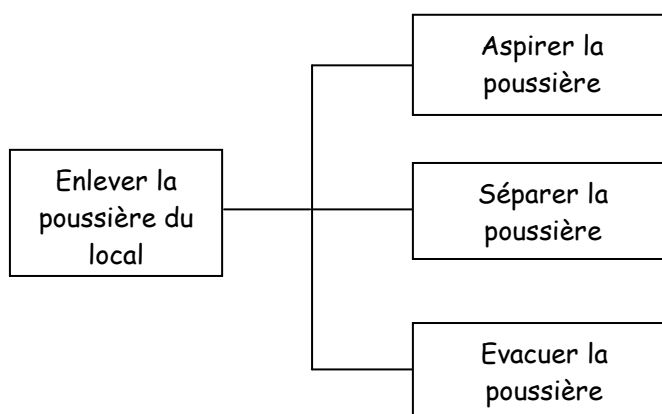 Enlever la
poussière du
local
Aspirer la
poussière
Séparer la
poussière
Evacuer la
poussière